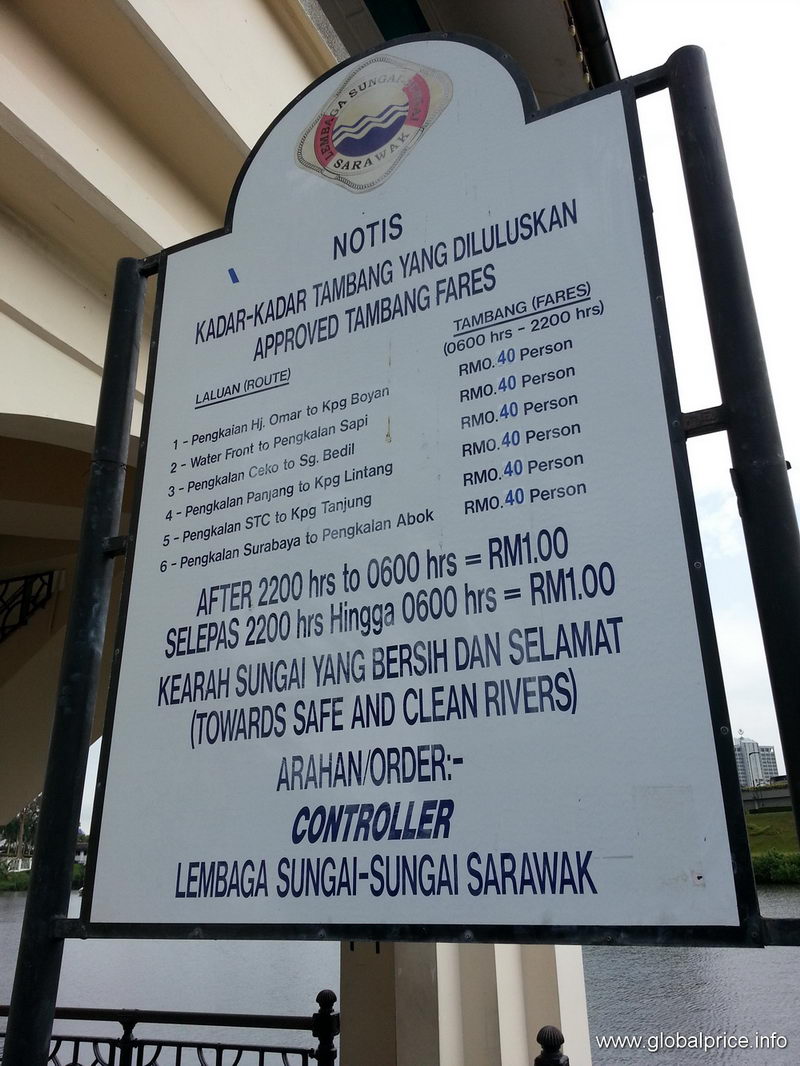 LEMBAGA SUNGAI-
SARAWAK
NOTIS
KADAR-KADAR TAMBANG YANG DILULUSKAN
APPROVED TAMBANG FARES
LALUAN (ROUTE) TAMBANG (FARES)
(0600 hrs - 2200 hrs)
1 - Pengkaian Hj. Omar to Kpg Boyan RM0.40 Person
2 - Water Front to Pengkalan Sapi RM0.40 Person
3 - Pengkalan Ceko to Sg. Bedil RM0.40 Person
4 - Pengkalan Panjang to Kpg Lintang RM0.40 Person
5 - Pengkalan STC to Kpg Tanjung RM0.40 Person
6 - Pengkalan Surabaya to Pengkalan Abok RM0.40 Person
AFTER 2200 hrs to 0600 hrs = RM1.00
SELEPAS 2200 hrs Hingga 0600 hrs = RM1.00
KEARAH SUNGAI YANG BERSIH DAN SELAMAT
(TOWARDS SAFE AND CLEAN RIVERS)
ARAHAN/ORDER:-
CONTROLLER
LEMBAGA SUNGAI-SUNGAI SARAWAK
www.globalprice.info